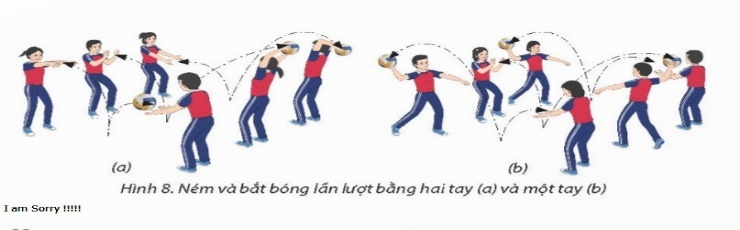 (a) (b)
Hình 8. Ném và bắt bóng lần lượt bằng hai tay (a) và một tay (b)
I am Sorry !!!!!